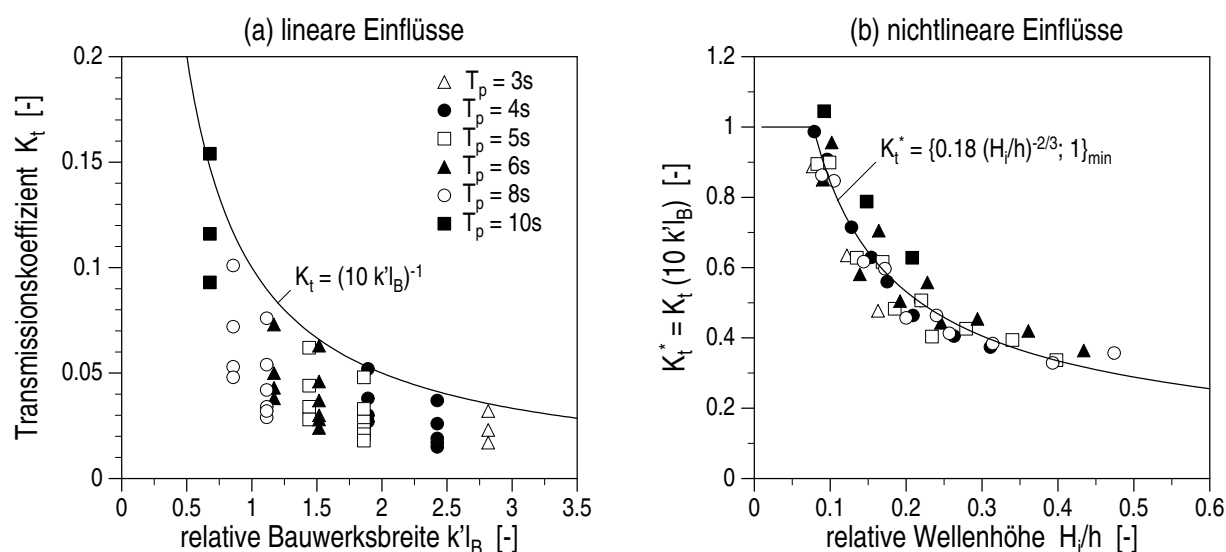 (a) lineare Einflüsse
0.2
0.15
0.1
0.05
0
Transmissionskoeffizient K_t [-]
T_p = 3s
T_p = 4s
T_p = 5s
T_p = 6s
T_p = 8s
T_p = 10s
K_t = (10 k'l_B)^-1
0 0.5 1 1.5 2 2.5 3 3.5
relative Bauwerksbreite k'l_B [-]
(b) nichtlineare Einflüsse
1.2
1
0.8
0.6
0.4
0.2
0
K_t^* = K_t (10 k'l_B) [-]
K_t^* = {0.18 (H_i/h)^-2/3; 1}_min
0 0.1 0.2 0.3 0.4 0.5 0.6
relative Wellenhöhe H_i/h [-]